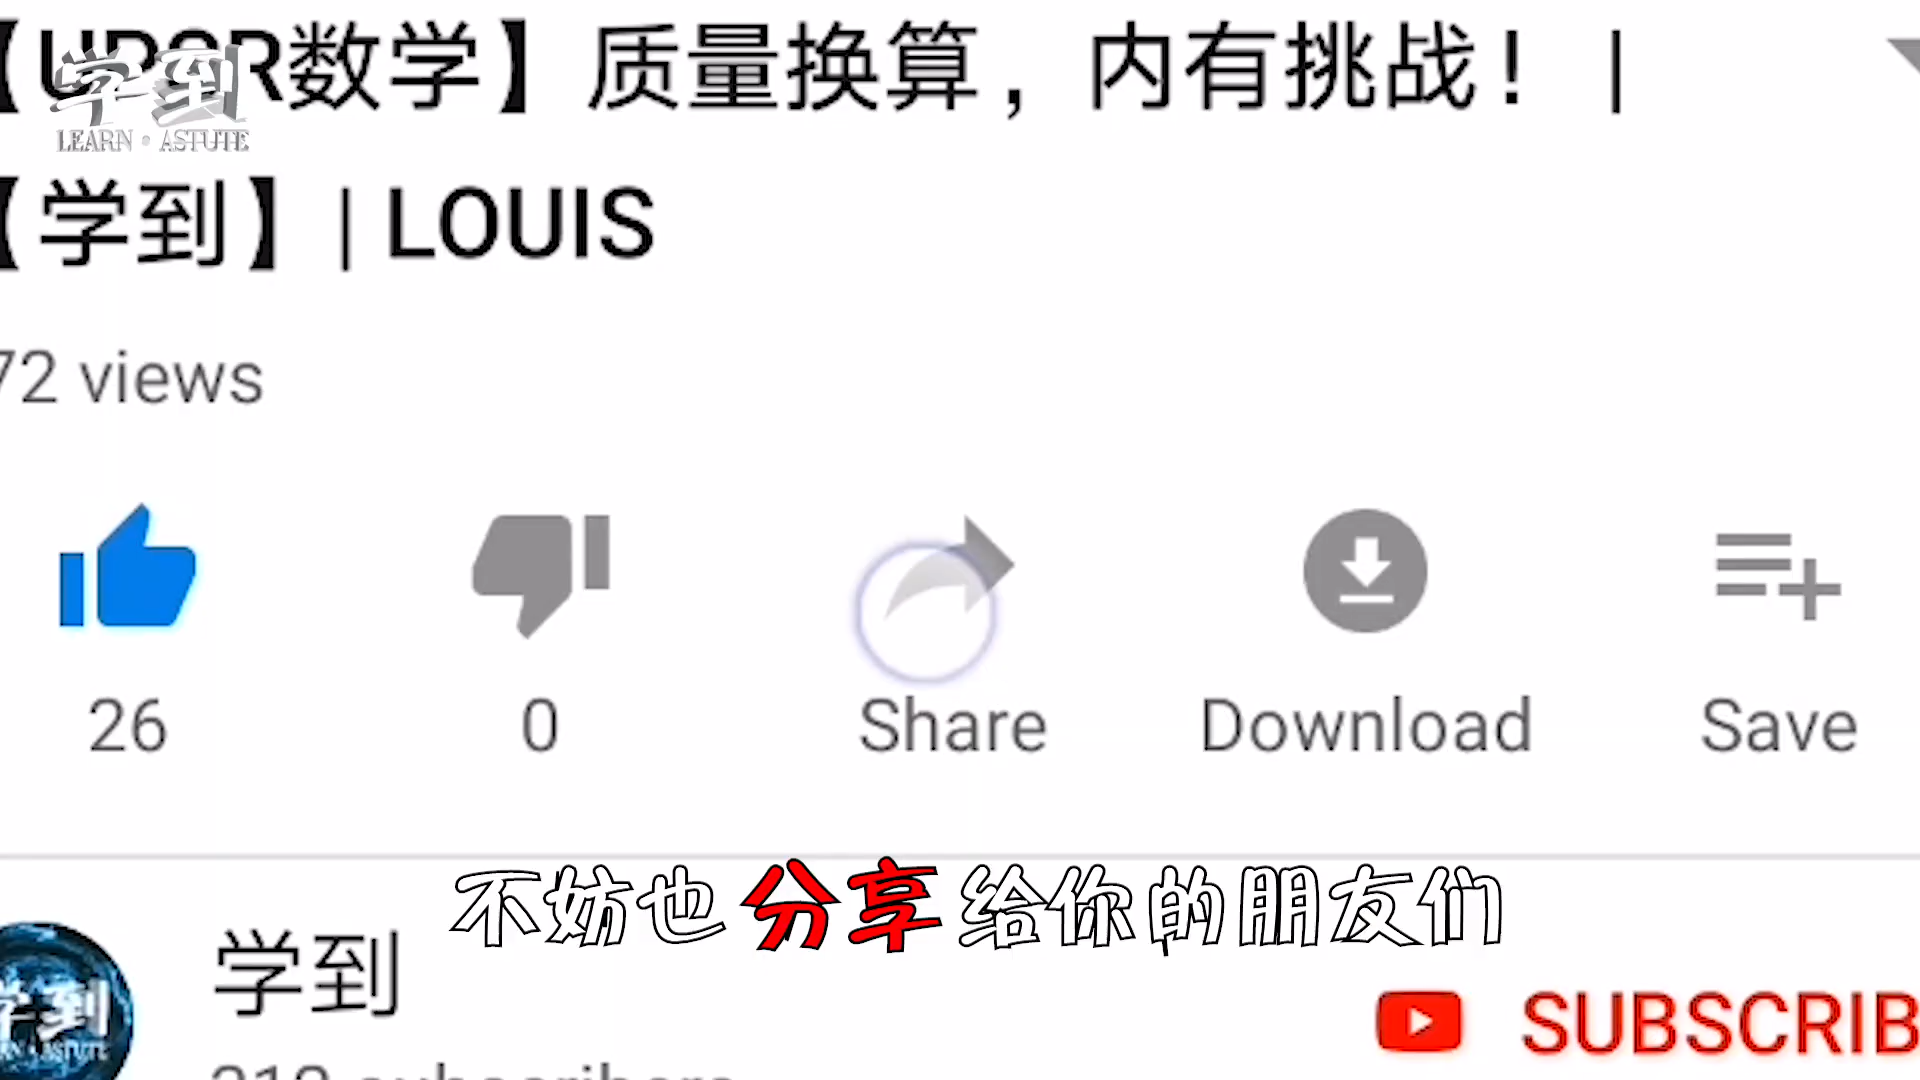 【UPSR数学】质量换算，内有挑战！ |
学到
LEARN • ASTUTE
【学到】| LOUIS
72 views
26
0
Share
Download
Save
不妨也分享给你的朋友们
学到
学到
SUBSCRIB